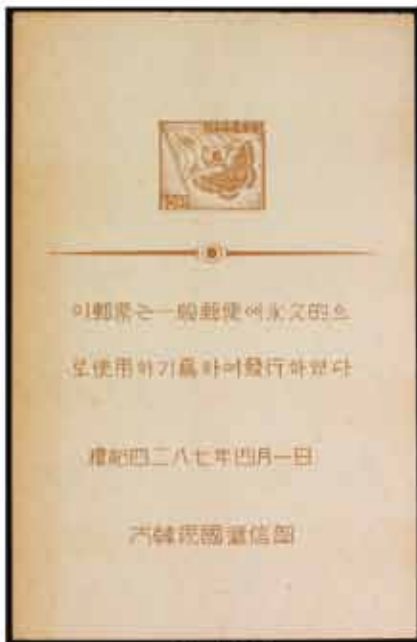 이郵票는一般郵便에永久的으
로使用하기爲하여發行하였다
檀紀四二八七年四月一日
大韓民國遞信部